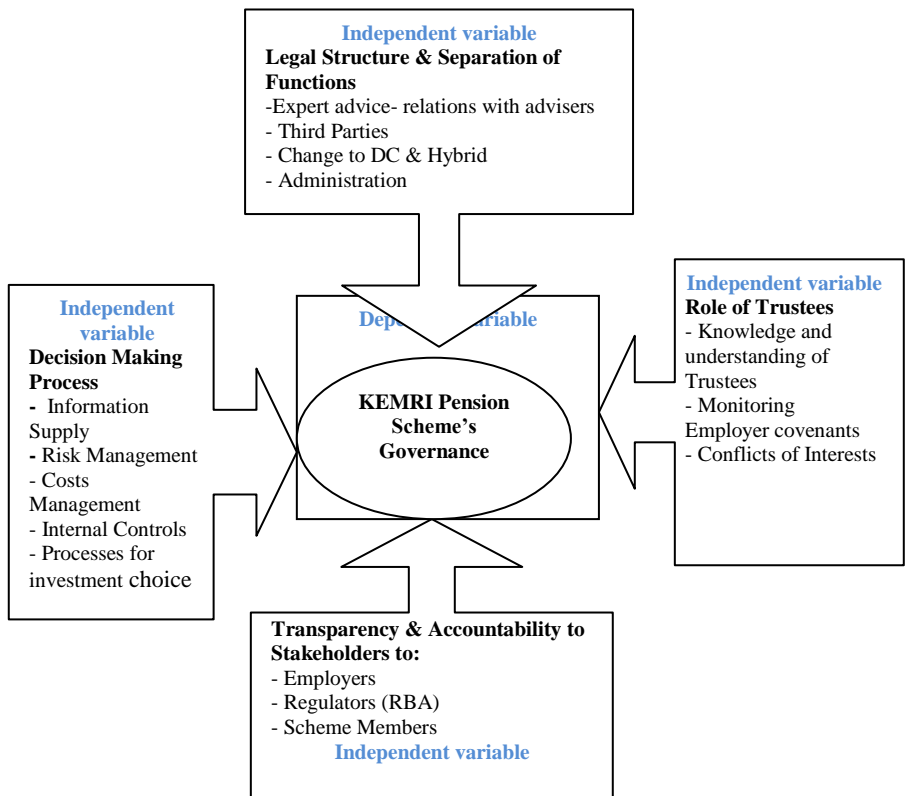 Independent variable
Legal Structure & Separation of
Functions
-Expert advice- relations with advisers
- Third Parties
- Change to DC & Hybrid
- Administration
Independent
variable
Decision Making
Process
- Information
Supply
- Risk Management
- Costs
Management
- Internal Controls
- Processes for
investment choice
KEMRI Pension
Scheme’s
Governance
Independent variable
Role of Trustees
- Knowledge and
understanding of
Trustees
- Monitoring
Employer covenants
- Conflicts of Interests
Transparency & Accountability to
Stakeholders to:
- Employers
- Regulators (RBA)
- Scheme Members
Independent variable